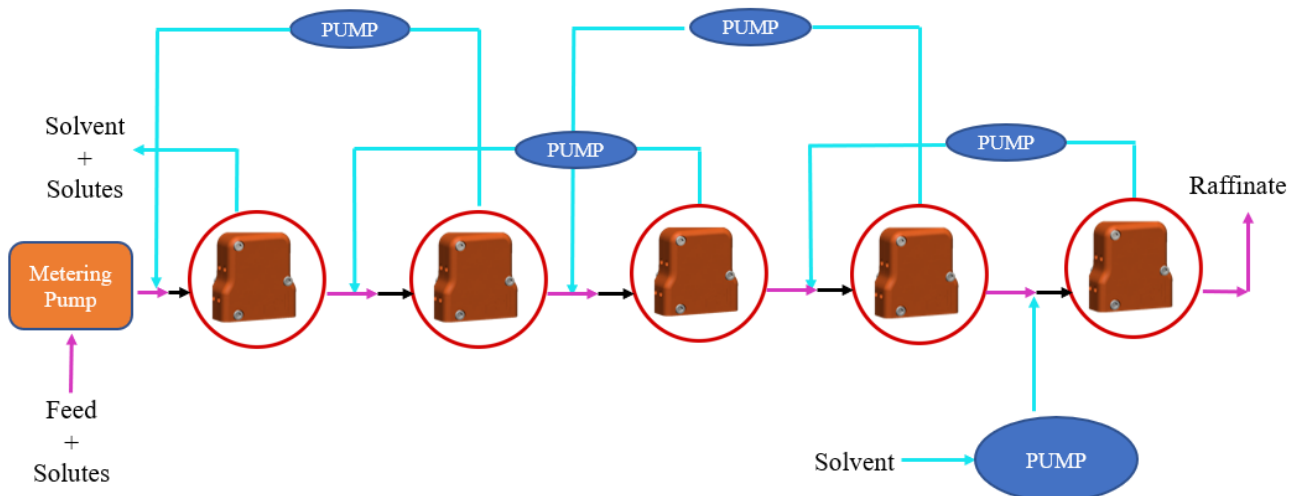 PUMP
PUMP
Solvent
+
Solutes
PUMP
PUMP
Raffinate
Metering
Pump
Feed
+
Solutes
Solvent
PUMP